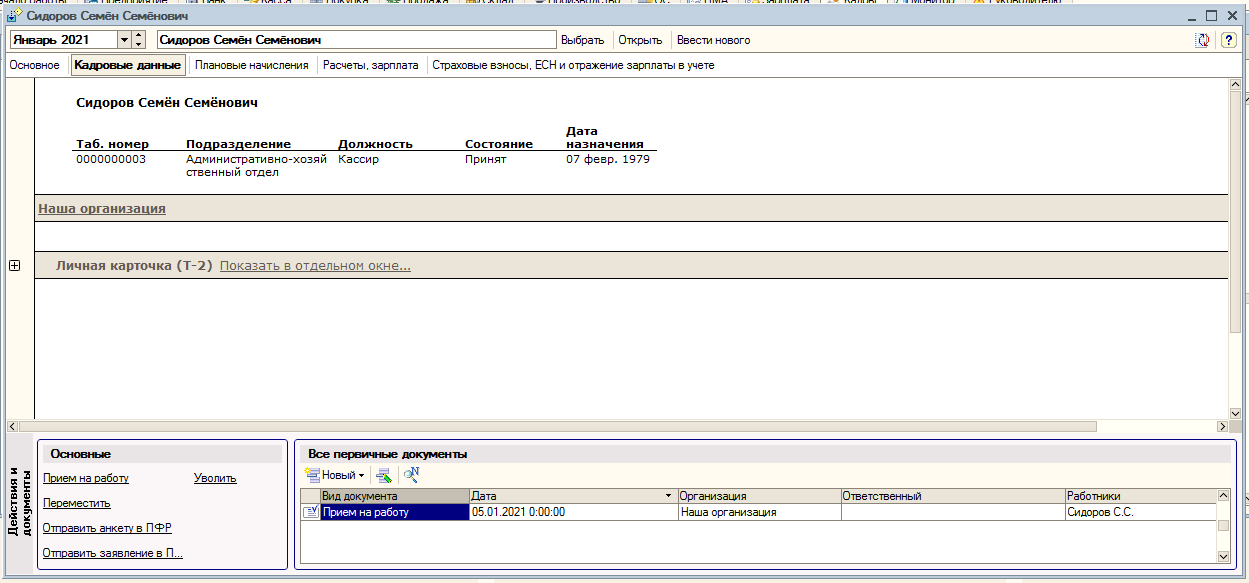 Сидоров Семён Семёнович
Январь 2021 Сидоров Семён Семёнович Выбрать Открыть Ввести нового ?
Основное Кадровые данные Плановые начисления Расчеты, зарплата Страховые взносы, ЕСН и отражение зарплаты в учете
Сидоров Семён Семёнович
Таб. номер Подразделение Должность Состояние Дата назначения
0000000003 Административно-хозяй Кассир Принят 07 февр. 1979
ственный отдел
Наша организация
Личная карточка (Т-2) Показать в отдельном окне...
Действия и
документы
Основные
Прием на работу Уволить
Переместить
Отправить анкету в ПФР
Отправить заявление в П...
Все первичные документы
Новый
Вид документа Дата Организация Ответственный Работники
Прием на работу 05.01.2021 0:00:00 Наша организация Сидоров С.С.